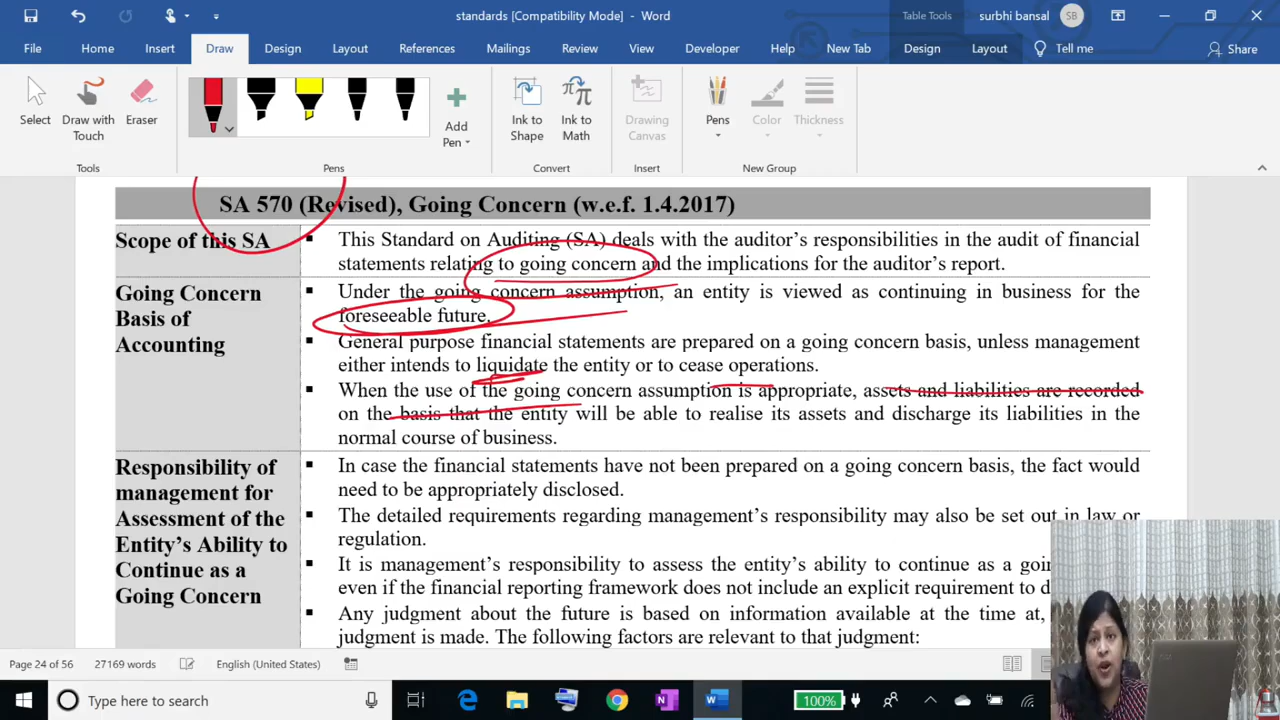 standards [Compatibility Mode] - Word
Table Tools
surbhi bansal
SB
File Home Insert Draw Design Layout References Mailings Review View Developer Help New Tab Design Layout Tell me Share
Select
Draw with Touch
Eraser
Add Pen
Ink to Shape
Ink to Math
Drawing Canvas
Pens
Color
Thickness
Tools
Pens
Convert
Insert
New Group
SA 570 (Revised), Going Concern (w.e.f. 1.4.2017)
Scope of this SA
▪ This Standard on Auditing (SA) deals with the auditor’s responsibilities in the audit of financial
statements relating to going concern and the implications for the auditor’s report.
Going Concern
Basis of
Accounting
▪ Under the going concern assumption, an entity is viewed as continuing in business for the
foreseeable future.
▪ General purpose financial statements are prepared on a going concern basis, unless management
either intends to liquidate the entity or to cease operations.
▪ When the use of the going concern assumption is appropriate, assets and liabilities are recorded
on the basis that the entity will be able to realise its assets and discharge its liabilities in the
normal course of business.
Responsibility of
management for
Assessment of the
Entity’s Ability to
Continue as a
Going Concern
▪ In case the financial statements have not been prepared on a going concern basis, the fact would
need to be appropriately disclosed.
▪ The detailed requirements regarding management’s responsibility may also be set out in law or
regulation.
▪ It is management’s responsibility to assess the entity’s ability to continue as a
even if the financial reporting framework does not include an explicit requirement to
▪ Any judgment about the future is based on information available at the time at
judgment is made. The following factors are relevant to that judgment:
Page 24 of 56
27169 words
English (United States)
Type here to search
100%